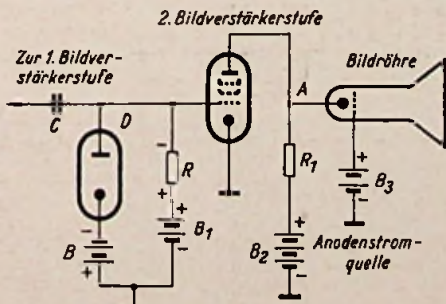 2. Bildverstärkerstufe
Zur 1. Bildver-
stärkerstufe
Bildröhre
A
C
D
-
R
R1
+
+
+
B1
-
+
B3
-
-
B
+
+
B2
-
Anodenstrom-
quelle